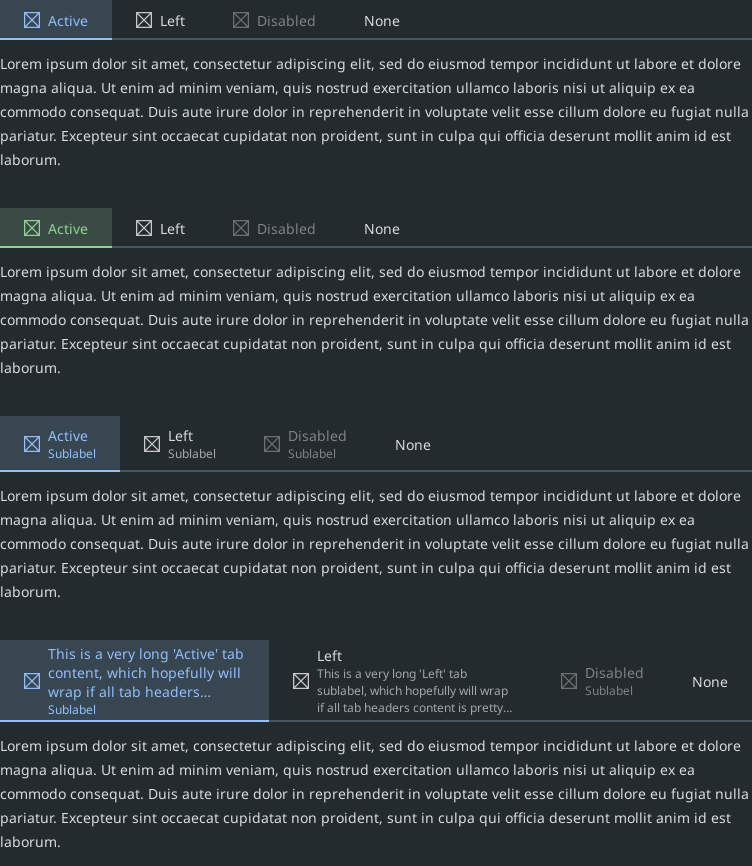 Active Left Disabled None
Lorem ipsum dolor sit amet, consectetur adipiscing elit, sed do eiusmod tempor incididunt ut labore et dolore
magna aliqua. Ut enim ad minim veniam, quis nostrud exercitation ullamco laboris nisi ut aliquip ex ea
commodo consequat. Duis aute irure dolor in reprehenderit in voluptate velit esse cillum dolore eu fugiat nulla
pariatur. Excepteur sint occaecat cupidatat non proident, sunt in culpa qui officia deserunt mollit anim id est
laborum.
Active Left Disabled None
Lorem ipsum dolor sit amet, consectetur adipiscing elit, sed do eiusmod tempor incididunt ut labore et dolore
magna aliqua. Ut enim ad minim veniam, quis nostrud exercitation ullamco laboris nisi ut aliquip ex ea
commodo consequat. Duis aute irure dolor in reprehenderit in voluptate velit esse cillum dolore eu fugiat nulla
pariatur. Excepteur sint occaecat cupidatat non proident, sunt in culpa qui officia deserunt mollit anim id est
laborum.
Active
Sublabel
Left
Sublabel
Disabled
Sublabel
None
Lorem ipsum dolor sit amet, consectetur adipiscing elit, sed do eiusmod tempor incididunt ut labore et dolore
magna aliqua. Ut enim ad minim veniam, quis nostrud exercitation ullamco laboris nisi ut aliquip ex ea
commodo consequat. Duis aute irure dolor in reprehenderit in voluptate velit esse cillum dolore eu fugiat nulla
pariatur. Excepteur sint occaecat cupidatat non proident, sunt in culpa qui officia deserunt mollit anim id est
laborum.
This is a very long 'Active' tab
content, which hopefully will
wrap if all tab headers...
Sublabel
Left
This is a very long 'Left' tab
sublabel, which hopefully will wrap
if all tab headers content is pretty...
Disabled
Sublabel
None
Lorem ipsum dolor sit amet, consectetur adipiscing elit, sed do eiusmod tempor incididunt ut labore et dolore
magna aliqua. Ut enim ad minim veniam, quis nostrud exercitation ullamco laboris nisi ut aliquip ex ea
commodo consequat. Duis aute irure dolor in reprehenderit in voluptate velit esse cillum dolore eu fugiat nulla
pariatur. Excepteur sint occaecat cupidatat non proident, sunt in culpa qui officia deserunt mollit anim id est
laborum.